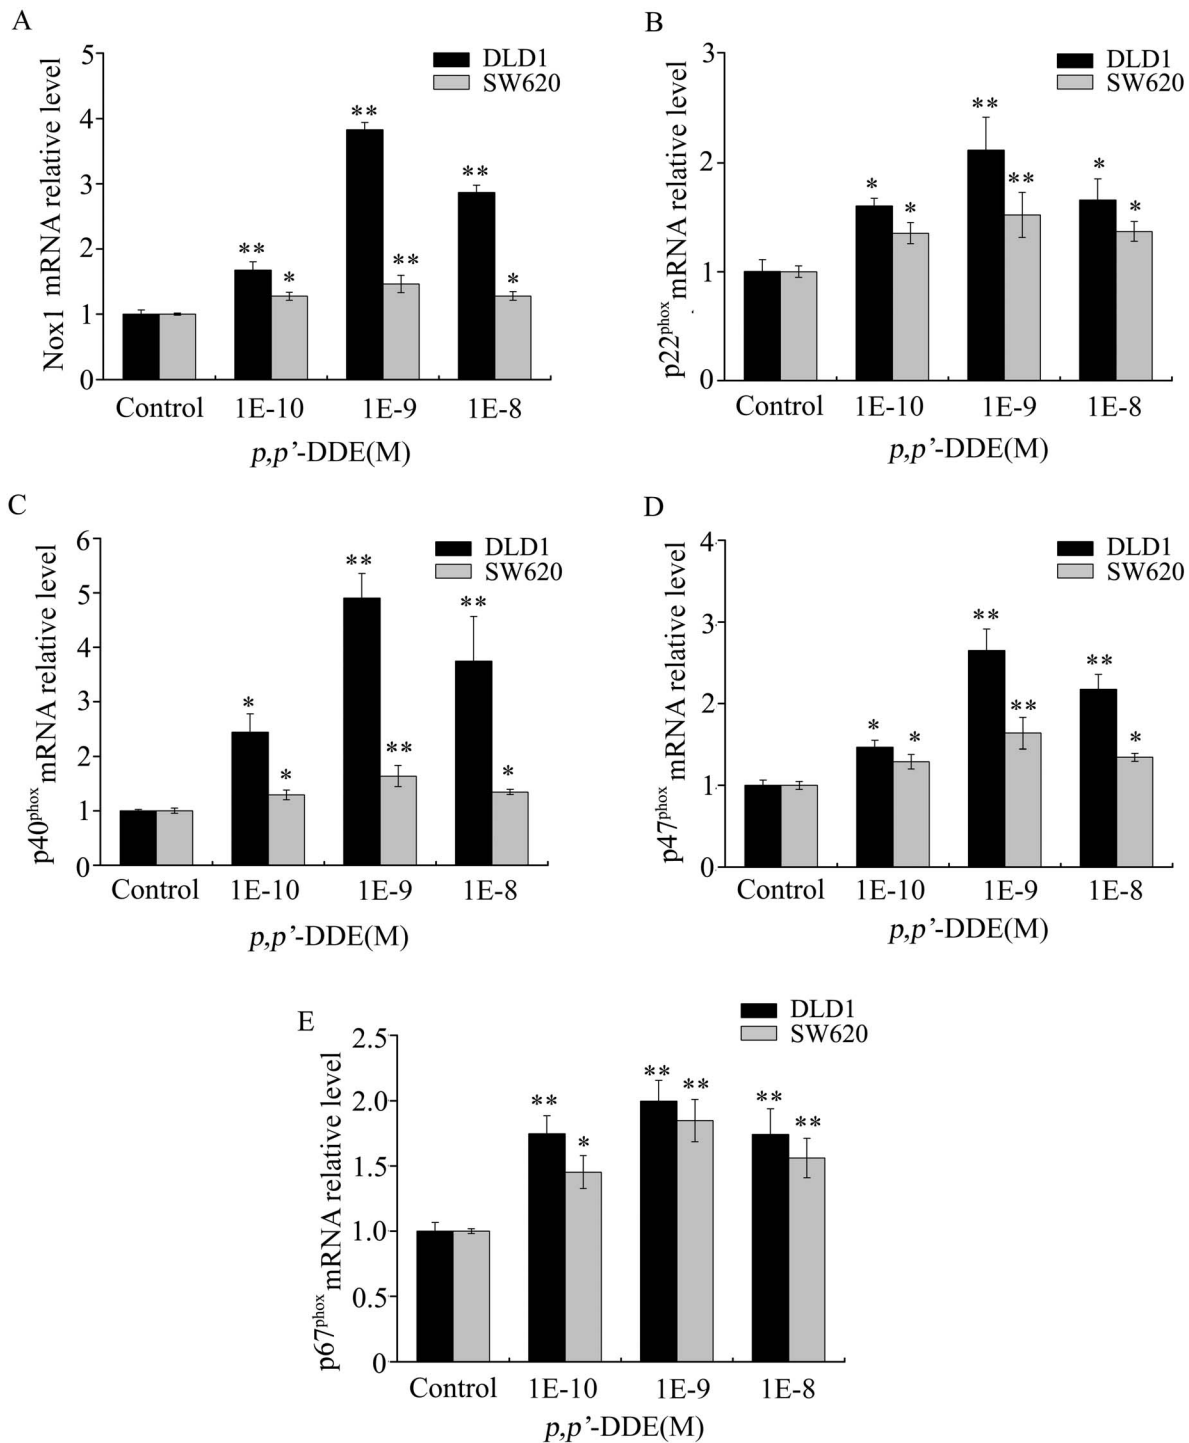 A
Nox1 mRNA relative level
5
4
3
2
1
0
DLD1
SW620
**
*
**
**
**
*
Control 1E-10 1E-9 1E-8
p,p’-DDE(M)
B
p22phox mRNA relative level
3
2
1
0
DLD1
SW620
*
*
**
**
*
*
Control 1E-10 1E-9 1E-8
p,p’-DDE(M)
C
p40phox mRNA relative level
6
5
4
3
2
1
0
DLD1
SW620
*
*
**
**
**
*
Control 1E-10 1E-9 1E-8
p,p’-DDE(M)
D
p47phox mRNA relative level
4
3
2
1
0
DLD1
SW620
*
*
**
**
**
*
Control 1E-10 1E-9 1E-8
p,p’-DDE(M)
E
p67phox mRNA relative level
2.5
2.0
1.5
1.0
0.5
0
DLD1
SW620
**
*
**
**
**
**
Control 1E-10 1E-9 1E-8
p,p’-DDE(M)